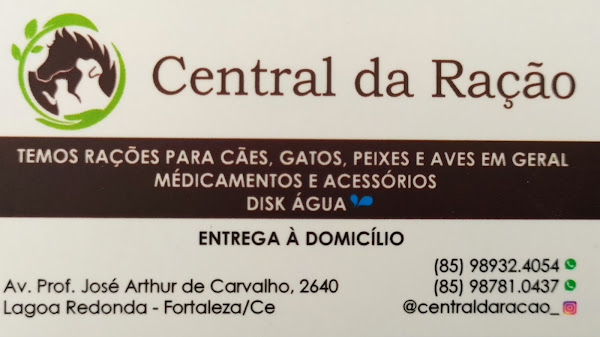 Central da Ração
TEMOS RAÇÕES PARA CÃES, GATOS, PEIXES E AVES EM GERAL
MÉDICAMENTOS E ACESSÓRIOS
DISK ÁGUA
ENTREGA À DOMICÍLIO
(85) 98932.4054
Av. Prof. José Arthur de Carvalho, 2640
(85) 98781.0437
Lagoa Redonda - Fortaleza/Ce
@centraldaracao_